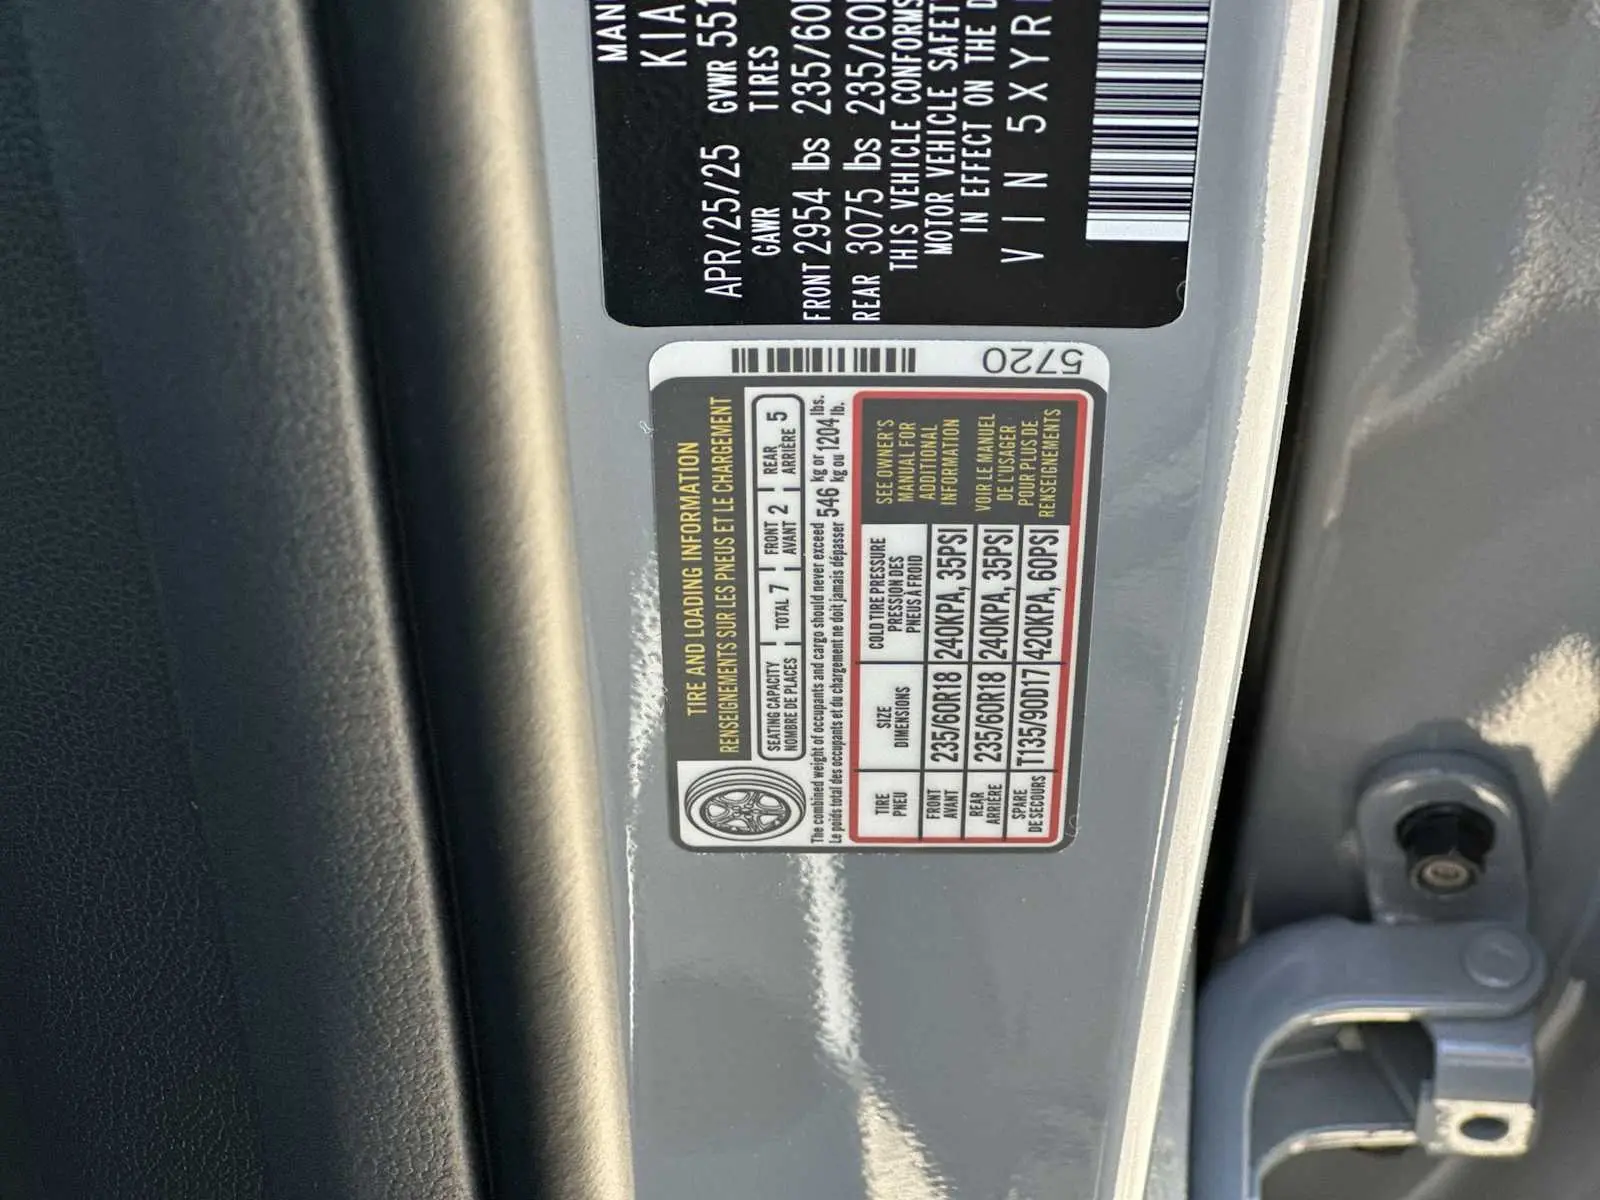 MAN
KIA
APR/25/25 GVWR 551
GAWR TIRES
FRONT 2954 lbs 235/60
REAR 3075 lbs 235/60
THIS VEHICLE CONFORMS
MOTOR VEHICLE SAFET
IN EFFECT ON THE D
VIN 5XYR
5720
TIRE AND LOADING INFORMATION
RENSEIGNEMENTS SUR LES PNEUS ET LE CHARGEMENT
SEATING CAPACITY TOTAL 7 FRONT 2 REAR 5
NOMBRE DE PLACES AVANT ARRIÈRE
The combined weight of occupants and cargo should never exceed 546 kg or 1204 lbs.
Le poids total des occupants et du chargement ne doit jamais dépasser kg ou lb.
TIRE SIZE COLD TIRE PRESSURE
PNEU DIMENSIONS PRESSION DES
PNEUS À FROID
FRONT 235/60R18 240KPA, 35PSI
AVANT
REAR 235/60R18 240KPA, 35PSI
ARRIÈRE
SPARE T135/90D17 420KPA, 60PSI
DE SECOURS
SEE OWNER'S
MANUAL FOR
ADDITIONAL
INFORMATION
VOIR LE MANUEL
DE L'USAGER
POUR PLUS DE
RENSEIGNEMENTS